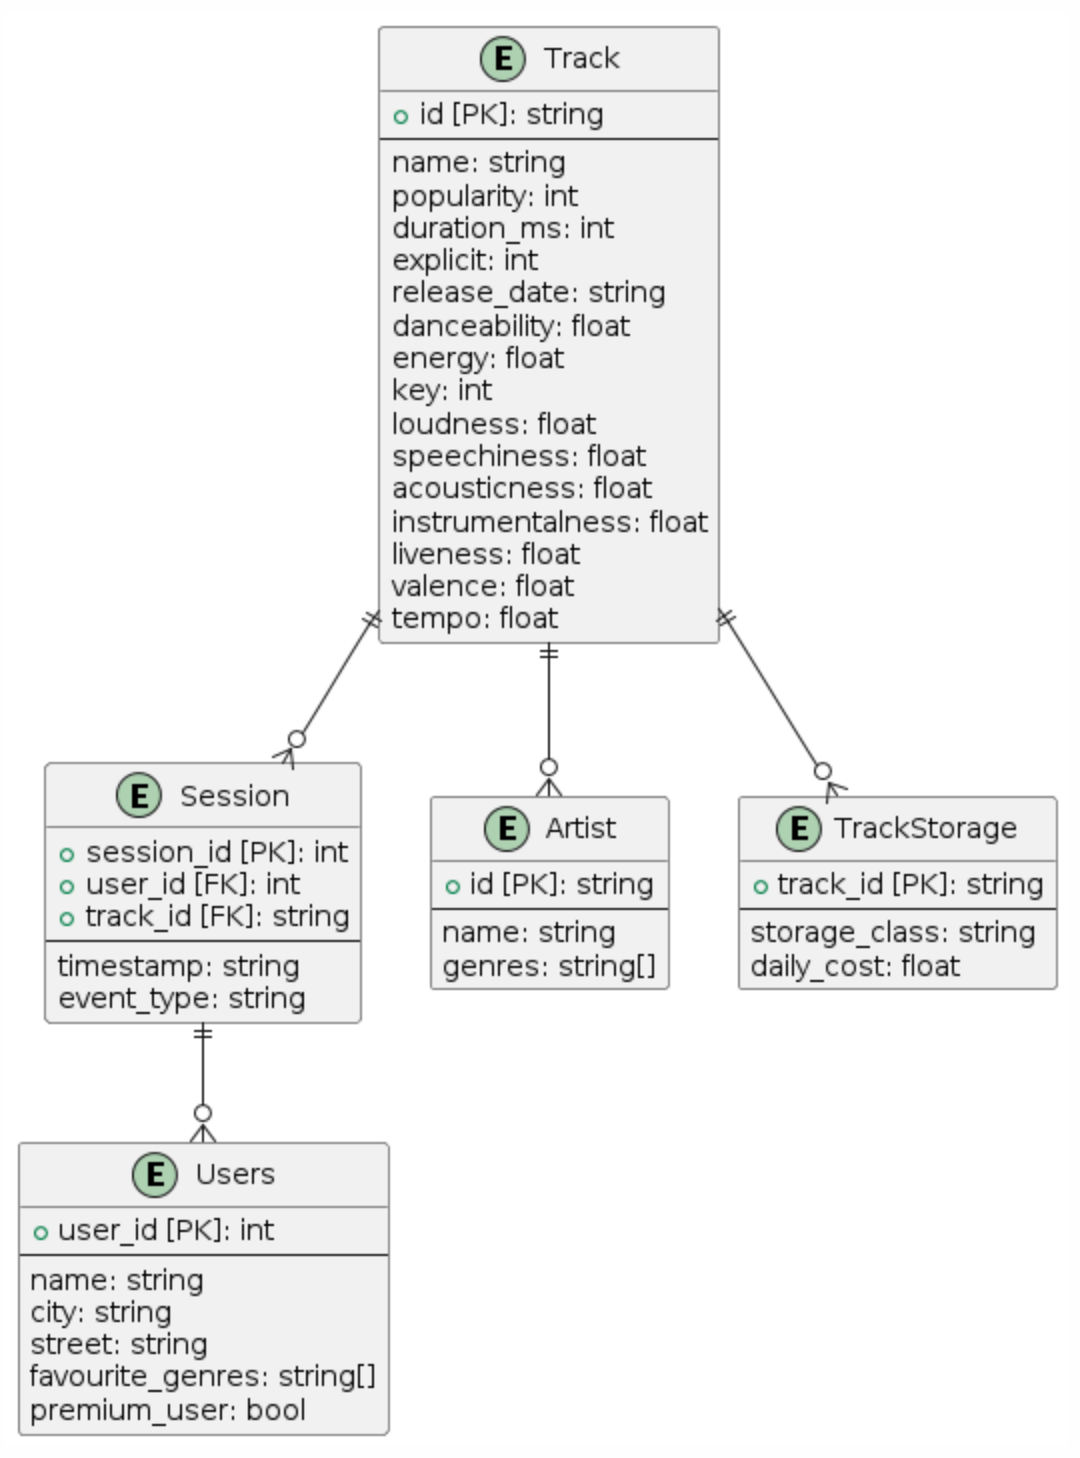 E Track
id [PK]: string
name: string
popularity: int
duration_ms: int
explicit: int
release_date: string
danceability: float
energy: float
key: int
loudness: float
speechiness: float
acousticness: float
instrumentalness: float
liveness: float
valence: float
tempo: float
E Session
session_id [PK]: int
user_id [FK]: int
track_id [FK]: string
timestamp: string
event_type: string
E Artist
id [PK]: string
name: string
genres: string[]
E TrackStorage
track_id [PK]: string
storage_class: string
daily_cost: float
E Users
user_id [PK]: int
name: string
city: string
street: string
favourite_genres: string[]
premium_user: bool